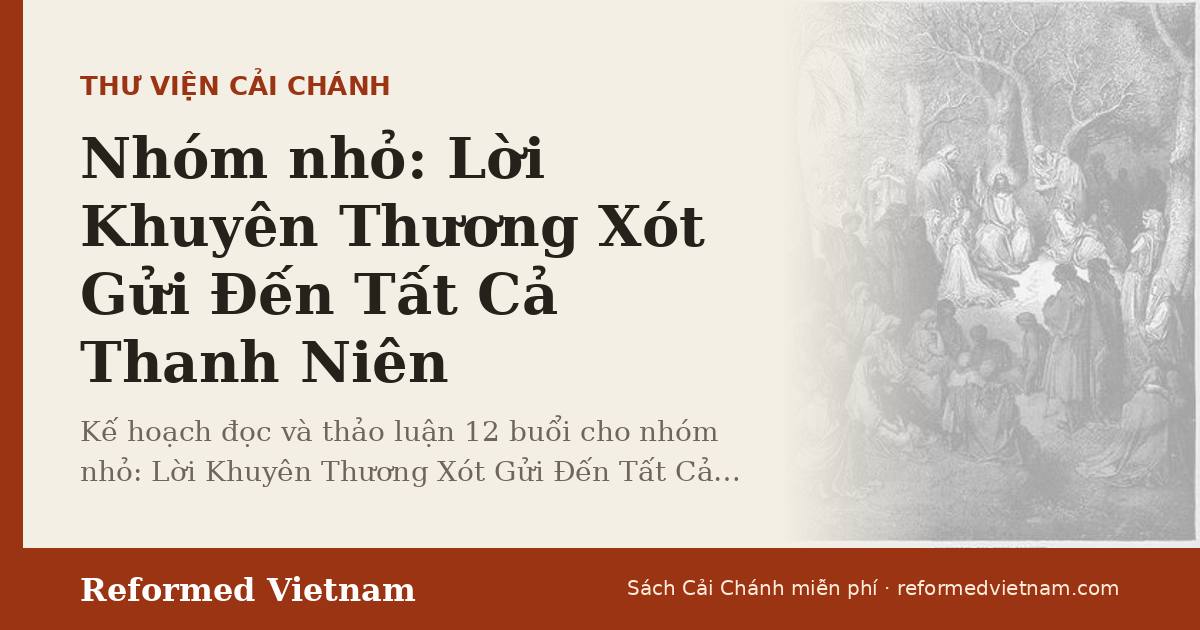 THƯ VIỆN CẢI CHÁNH
Nhóm nhỏ: Lời
Khuyên Thương Xót
Gửi Đến Tất Cả
Thanh Niên
Kế hoạch đọc và thảo luận 12 buổi cho nhóm
nhỏ: Lời Khuyên Thương Xót Gửi Đến Tất Cả...
Reformed Vietnam
Sách Cải Chánh miễn phí · reformedvietnam.com